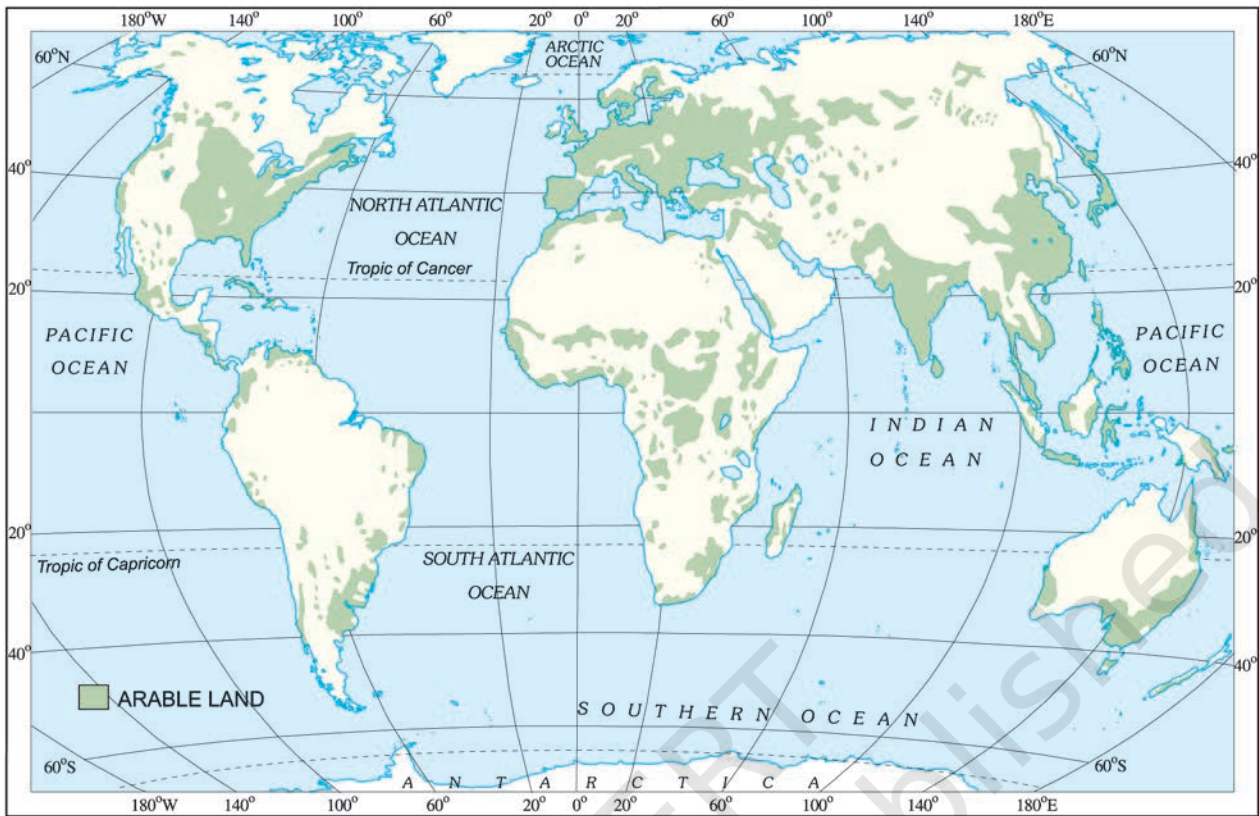 180°W 140° 100° 60° 20° 0° 20° 60° 100° 140° 180°E
60°N
ARCTIC
OCEAN
60°N
40°
40°
NORTH ATLANTIC
OCEAN
Tropic of Cancer
20°
20°
PACIFIC
OCEAN
PACIFIC
OCEAN
INDIAN
OCEAN
20°
20°
Tropic of Capricorn
SOUTH ATLANTIC
OCEAN
40°
40°
ARABLE LAND
SOUTHERN OCEAN
60°S
60°S
ANTARCTICA
180°W 140° 100° 60° 20° 0° 20° 60° 100° 140° 180°E